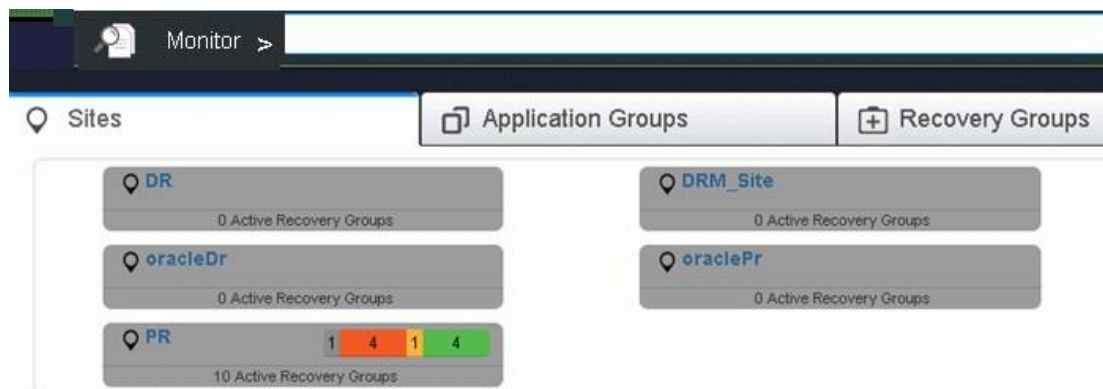 Monitor >
Sites
Application Groups
Recovery Groups
DR
0 Active Recovery Groups
DRM_Site
0 Active Recovery Groups
oracleDr
0 Active Recovery Groups
oraclePr
0 Active Recovery Groups
PR
1 4 1 4
10 Active Recovery Groups